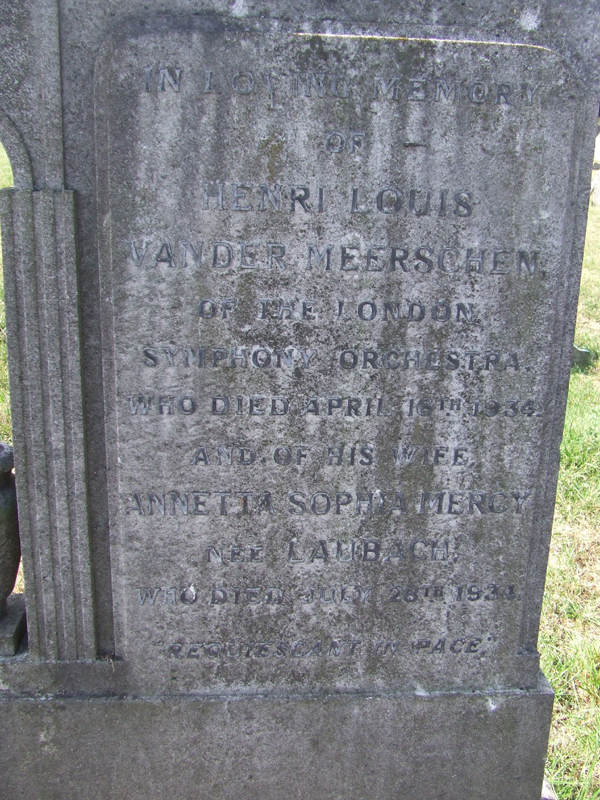 IN LOVING MEMORY
OF
HENRI LOUIS
VANDER MEERSCHEN,
OF THE LONDON
SYMPHONY ORCHESTRA,
WHO DIED APRIL 16TH 1934.
AND OF HIS WIFE
ANNETTA SOPHIA MERCY
NÉE LAUBACH,
WHO DIED JULY 28TH 1934.
"REQUIESCANT IN PACE"